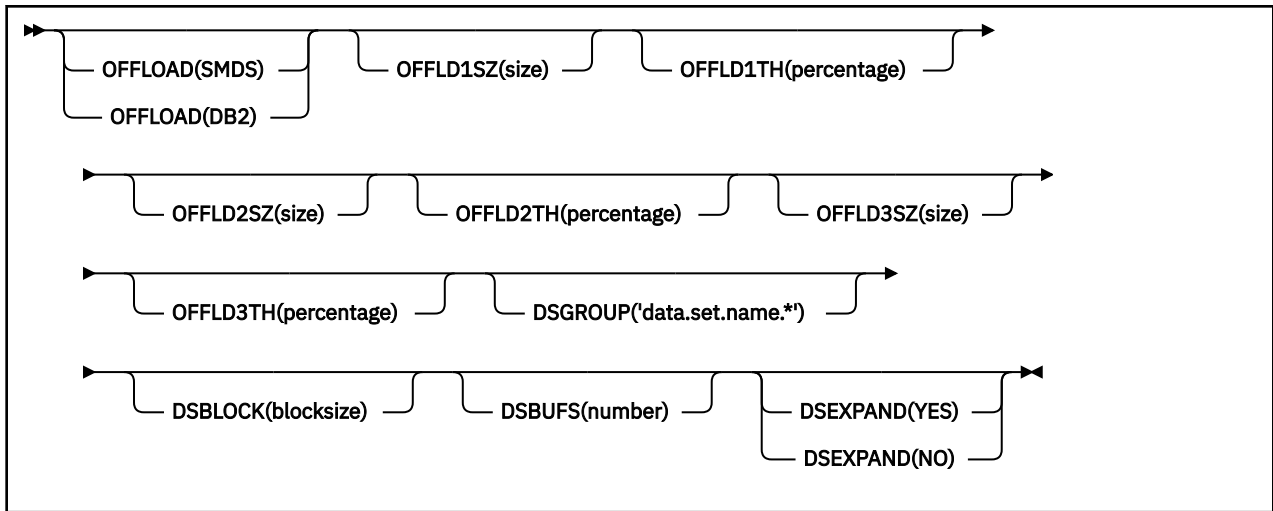 OFFLOAD(SMDS) OFFLD1SZ(size) OFFLD1TH(percentage)
OFFLOAD(DB2)
OFFLD2SZ(size) OFFLD2TH(percentage) OFFLD3SZ(size)
OFFLD3TH(percentage) DSGROUP('data.set.name.*')
DSBLOCK(blocksize) DSBUFS(number) DSEXPAND(YES)
DSEXPAND(NO)